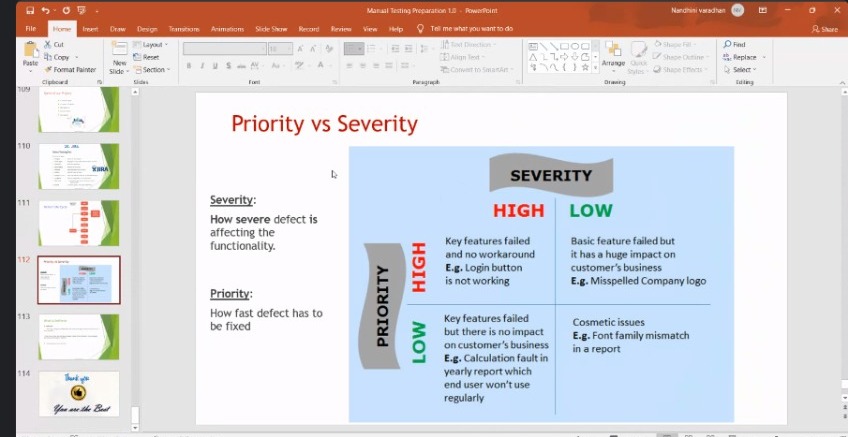 Manual Testing Preparation 1.0 - PowerPoint
Nandhini varadhan
File Home Insert Draw Design Transitions Animations Slide Show Record Review View Help Tell me what you want to do
Share
Cut
Copy
Format Painter
Paste
Clipboard
New Slide
Layout
Reset
Section
Slides
Font
Text Direction
Align Text
Convert to SmartArt
Paragraph
Arrange
Quick Styles
Shape Fill
Shape Outline
Shape Effects
Drawing
Find
Replace
Select
Editing
109
110
111
112
113
114
Thank you
You are the Best
Priority vs Severity
Severity:
How severe defect is
affecting the
functionality.
Priority:
How fast defect has to
be fixed
SEVERITY
HIGH LOW
PRIORITY
HIGH
Key features failed
and no workaround
E.g. Login button
is not working
Basic feature failed but
it has a huge impact on
customer's business
E.g. Misspelled Company logo
LOW
Key features failed
but there is no impact
on customer's business
E.g. Calculation fault in
yearly report which
end user won't use
regularly
Cosmetic issues
E.g. Font family mismatch
in a report